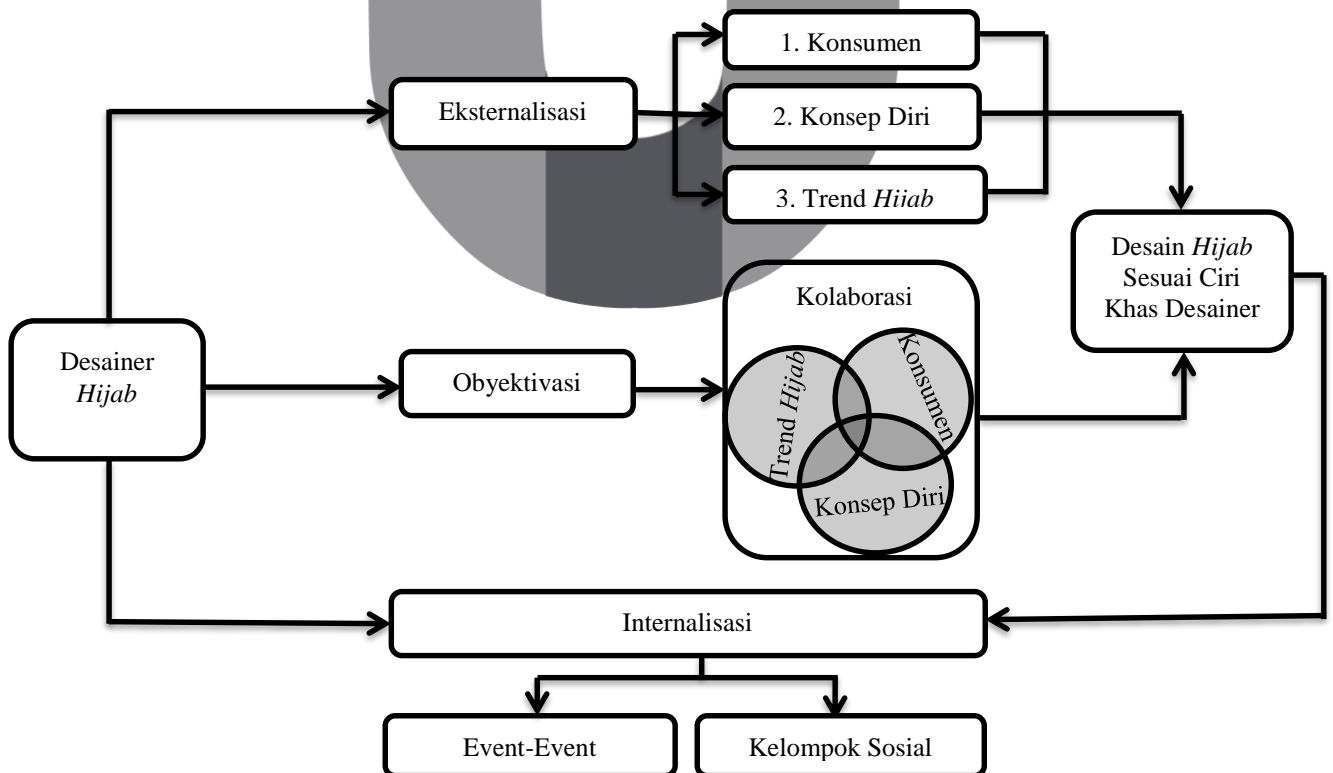 1. Konsumen
Eksternalisasi
2. Konsep Diri
3. Trend Hiiab
Desain Hijab
Sesuai Ciri
Khas Desainer
Kolaborasi
Desainer
Hijab
Obyektivasi
Trend Hijab
Konsumen
Konsep Diri
Internalisasi
Event-Event
Kelompok Sosial